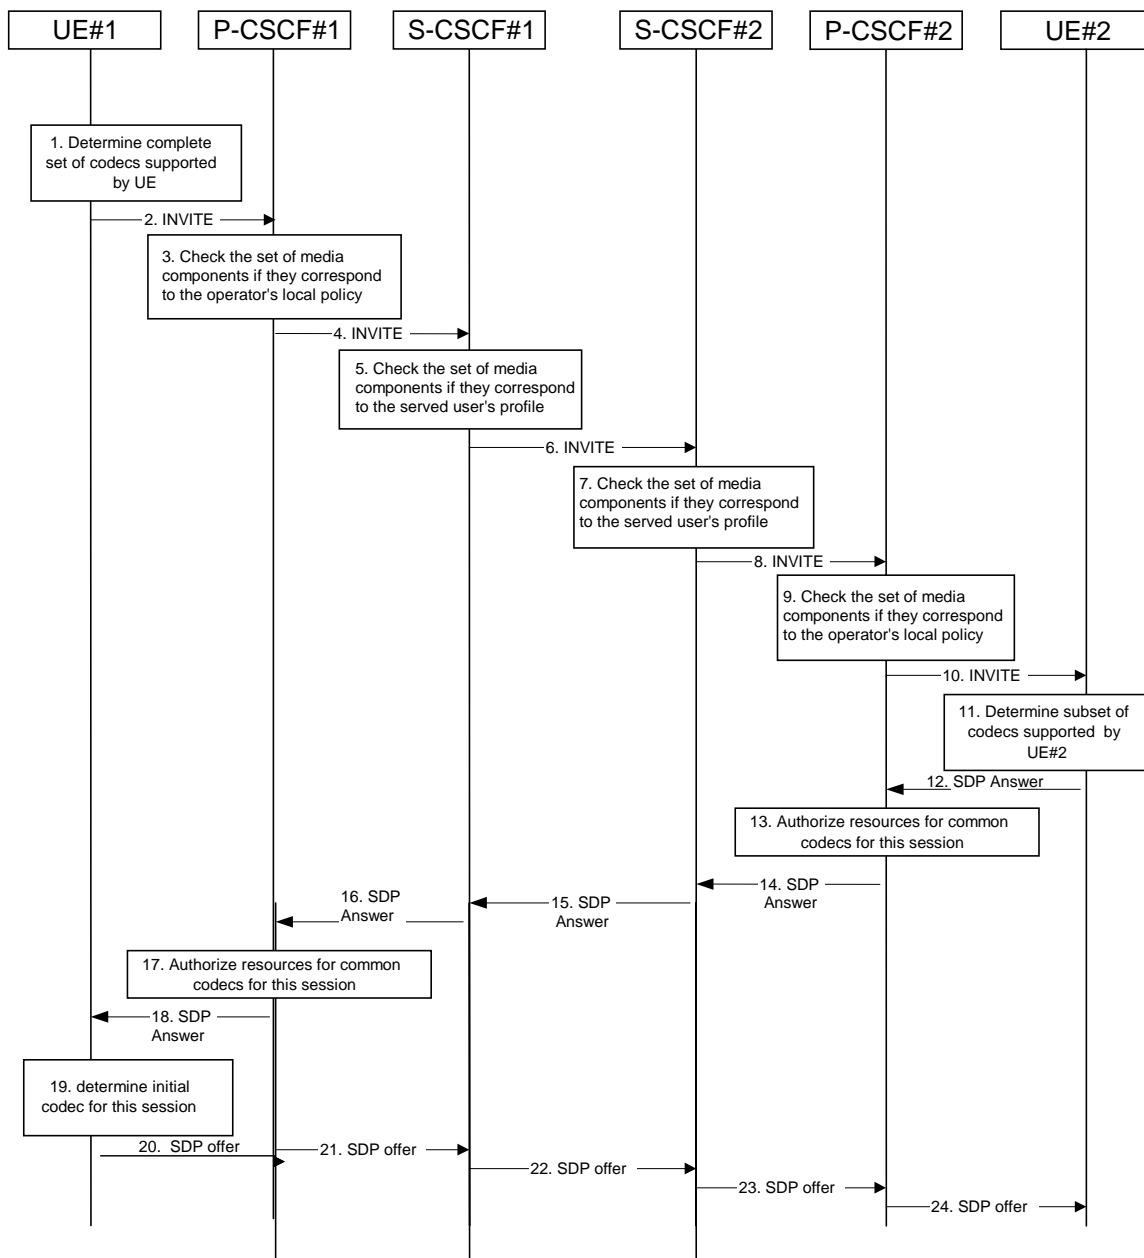 UE#1
P-CSCF#1
S-CSCF#1
S-CSCF#2
P-CSCF#2
UE#2
1. Determine complete
set of codecs supported
by UE
2. INVITE
3. Check the set of media
components if they correspond
to the operator's local policy
4. INVITE
5. Check the set of media
components if they correspond
to the served user's profile
6. INVITE
7. Check the set of media
components if they correspond
to the served user's profile
8. INVITE
9. Check the set of media
components if they correspond
to the operator's local policy
10. INVITE
11. Determine subset of
codecs supported by
UE#2
12. SDP Answer
13. Authorize resources for common
codecs for this session
14. SDP
Answer
15. SDP
Answer
16. SDP
Answer
17. Authorize resources for common
codecs for this session
18. SDP
Answer
19. determine initial
codec for this session
20. SDP offer
21. SDP offer
22. SDP offer
23. SDP offer
24. SDP offer